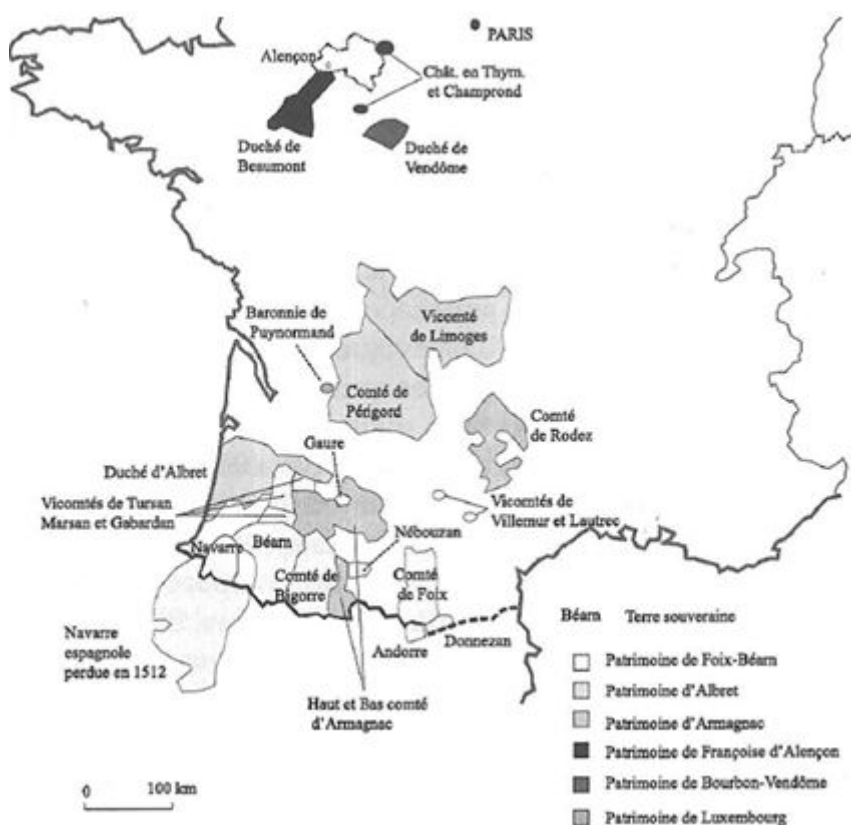 PARIS
Alençon
Chât. en Thym.
et Champrond
Duché de
Beaumont
Duché de
Vendôme
Baronnie de
Puynormand
Vicomté
de Limoges
Comté de
Périgord
Comté
de Rodez
Gaure
Duché d'Albret
Vicomtés de Tursan
Marsan et Gabardan
Vicomtés de
Villemur et Lautrec
Nébouzan
Navarre
Béarn
Comté de
Bigorre
Comté
de Foix
Navarre
espagnole
perdue en 1512
Andorre
Donnezan
Haut et Bas comté
d'Armagnac
Béarn Terre souveraine
Patrimoine de Foix-Béarn
Patrimoine d'Albret
Patrimoine d'Armagnac
Patrimoine de Françoise d'Alençon
Patrimoine de Bourbon-Vendôme
Patrimoine de Luxembourg
0 100 km